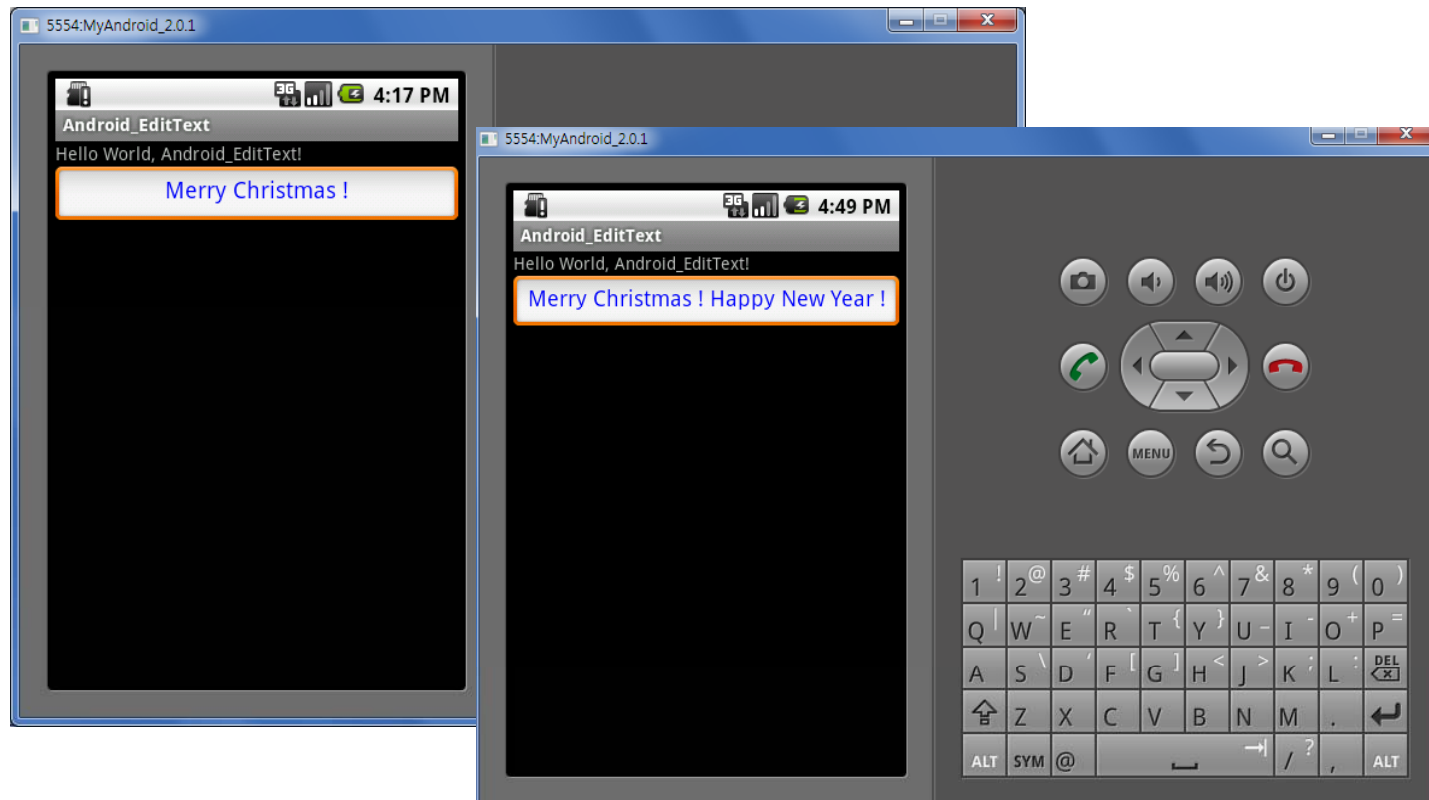 5554:MyAndroid_2.0.1
3G 4:17 PM
Android_EditText
Hello World, Android_EditText!
Merry Christmas !
5554:MyAndroid_2.0.1
3G 4:49 PM
Android_EditText
Hello World, Android_EditText!
Merry Christmas ! Happy New Year !
MENU
1 ! 2 @ 3 # 4 $ 5 % 6 ^ 7 & 8 * 9 ( 0 )
Q | W ~ E “ R ` T { Y } U _ I - O + P =
A S \ D ‘ F [ G ] H < J > K ; L : DEL
Z X C V B N M .
ALT SYM @ / ? , ALT